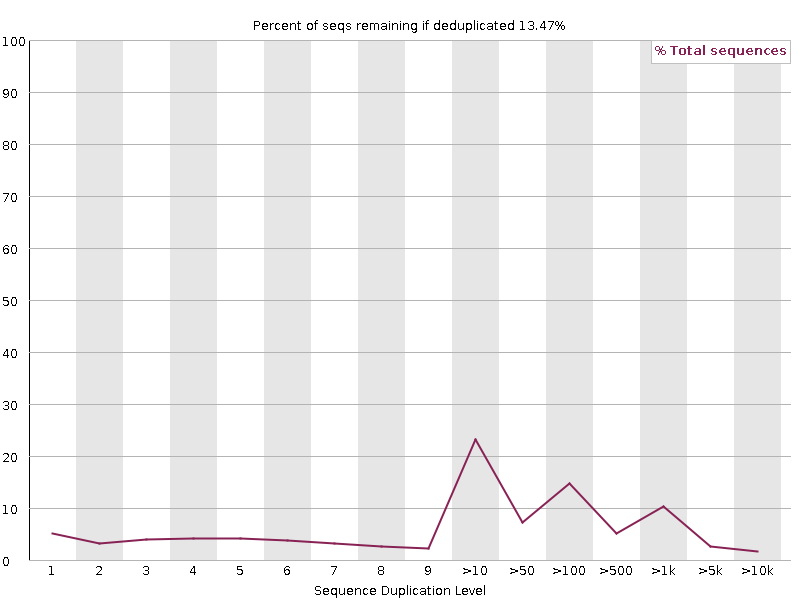 Percent of seqs remaining if deduplicated 13.47%
% Total sequences
100
90
80
70
60
50
40
30
20
10
0
1 2 3 4 5 6 7 8 9 >10 >50 >100 >500 >1k >5k >10k
Sequence Duplication Level